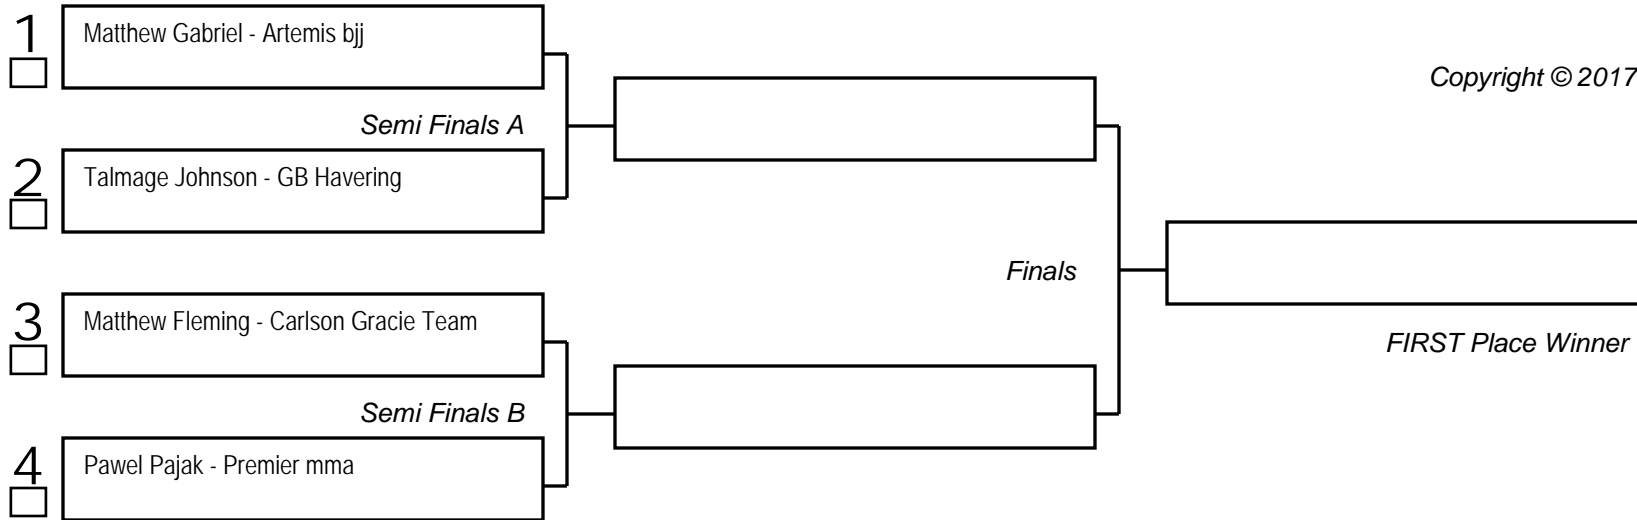 1
Matthew Gabriel - Artemis bjj
Copyright © 2017
Semi Finals A
2
Talmage Johnson - GB Havering
Finals
3
Matthew Fleming - Carlson Gracie Team
FIRST Place Winner
Semi Finals B
4
Pawel Pajak - Premier mma